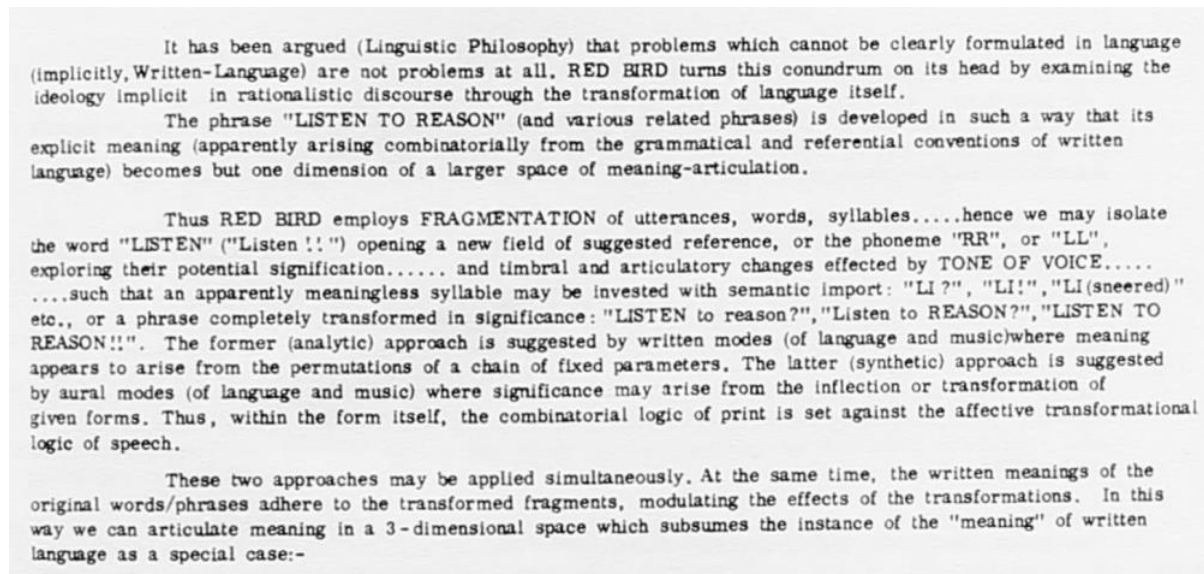 It has been argued (Linguistic Philosophy) that problems which cannot be clearly formulated in language
(implicitly, Written-Language) are not problems at all. RED BIRD turns this conundrum on its head by examining the
ideology implicit in rationalistic discourse through the transformation of language itself.
The phrase "LISTEN TO REASON" (and various related phrases) is developed in such a way that its
explicit meaning (apparently arising combinatorially from the grammatical and referential conventions of written
language) becomes but one dimension of a larger space of meaning-articulation.
Thus RED BIRD employs FRAGMENTATION of utterances, words, syllables.....hence we may isolate
the word "LISTEN" ("Listen !!") opening a new field of suggested reference, or the phoneme "RR", or "LL",
exploring their potential signification...... and timbral and articulatory changes effected by TONE OF VOICE.....
....such that an apparently meaningless syllable may be invested with semantic import: "LI ?", "LI!","LI (sneered)"
etc., or a phrase completely transformed in significance: "LISTEN to reason?","Listen to REASON?","LISTEN TO
REASON!!". The former (analytic) approach is suggested by written modes (of language and music)where meaning
appears to arise from the permutations of a chain of fixed parameters. The latter (synthetic) approach is suggested
by aural modes (of language and music) where significance may arise from the inflection or transformation of
given forms. Thus, within the form itself, the combinatorial logic of print is set against the affective transformational
logic of speech.
These two approaches may be applied simultaneously. At the same time, the written meanings of the
original words/phrases adhere to the transformed fragments, modulating the effects of the transformations. In this
way we can articulate meaning in a 3-dimensional space which subsumes the instance of the "meaning" of written
language as a special case:-